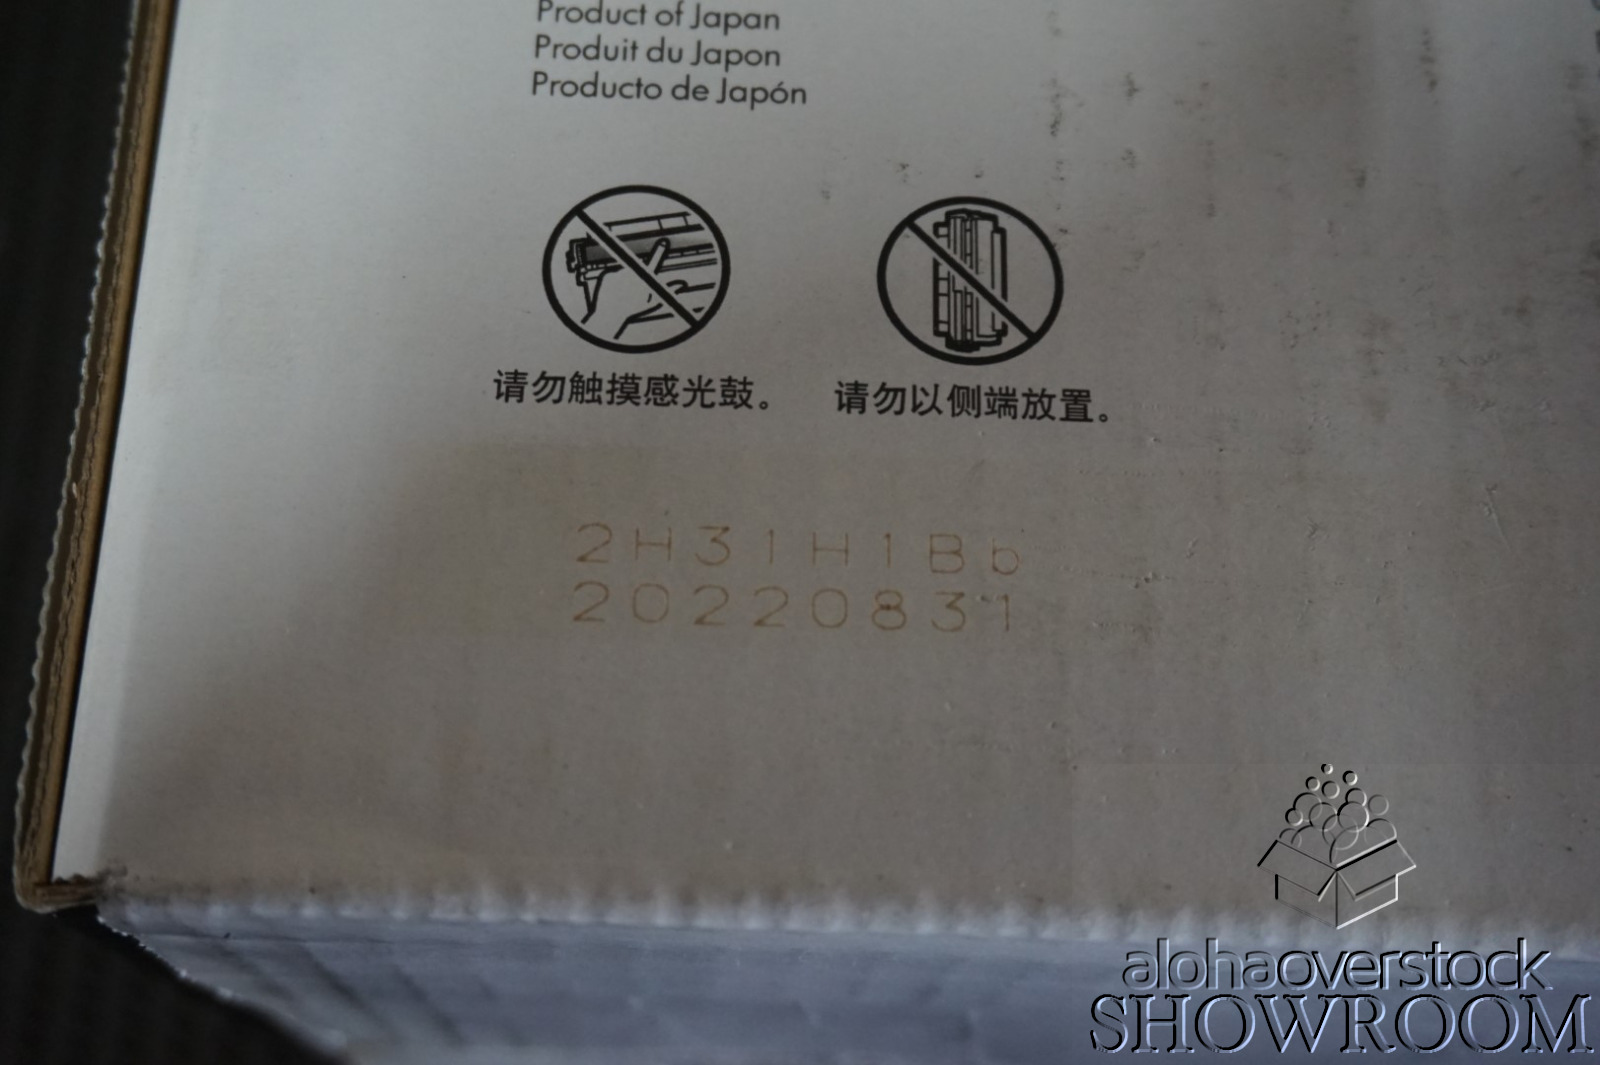 Product of Japan
Produit du Japon
Producto de Japón
请勿触摸感光鼓。 请勿以侧端放置。
2H31H1Bb
20220831
alohaoverstock
SHOWROOM